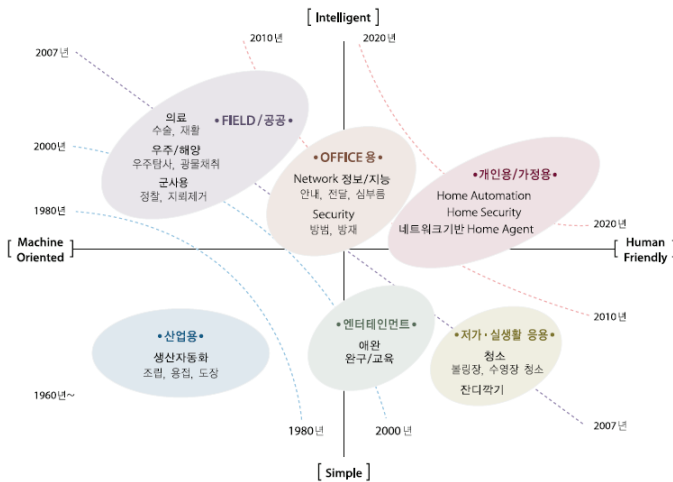 [ Intelligent ]
2007년
2010년
2020년
의료
수술, 재활
• FIELD / 공공
우주/해양
우주탐사, 광물채취
군사용
정찰, 지뢰제거
2000년
1980년
• OFFICE 용 •
Network 정보/지능
안내, 전달, 심부름
Security
방범, 방재
• 개인용/가정용 •
Home Automation
Home Security
네트워크기반 Home Agent
2020년
[ Machine Oriented ]
[ Human Friendly ]
• 산업용 •
생산자동화
조립, 용접, 도장
• 엔터테인먼트 •
애완
완구/교육
• 저가 · 실생활 응용 •
청소
볼링장, 수영장 청소
잔디깍기
2010년
1960년~
1980년
2000년
2007년
[ Simple ]